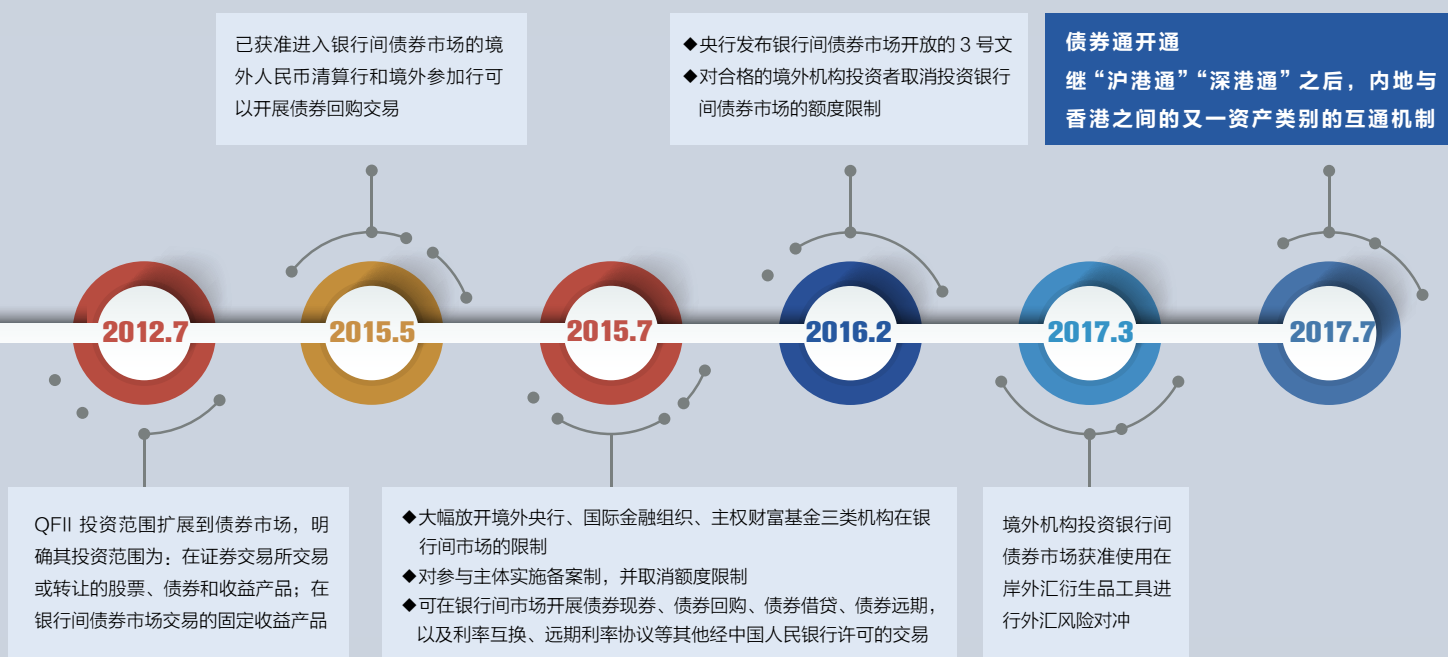 已获准进入银行间债券市场的境
外人民币清算行和境外参加行可
以开展债券回购交易
◆央行发布银行间债券市场开放的 3 号文
◆对合格的境外机构投资者取消投资银行
间债券市场的额度限制
债券通开通
继“沪港通”“深港通”之后，内地与
香港之间的又一资产类别的互通机制
2012.7
2015.5
2015.7
2016.2
2017.3
2017.7
QFII 投资范围扩展到债券市场，明
确其投资范围为：在证券交易所交易
或转让的股票、债券和收益产品；在
银行间债券市场交易的固定收益产品
◆大幅放开境外央行、国际金融组织、主权财富基金三类机构在银
行间市场的限制
◆对参与主体实施备案制，并取消额度限制
◆可在银行间市场开展债券现券、债券回购、债券借贷、债券远期，
以及利率互换、远期利率协议等其他经中国人民银行许可的交易
境外机构投资银行间
债券市场获准使用在
岸外汇衍生品工具进
行外汇风险对冲